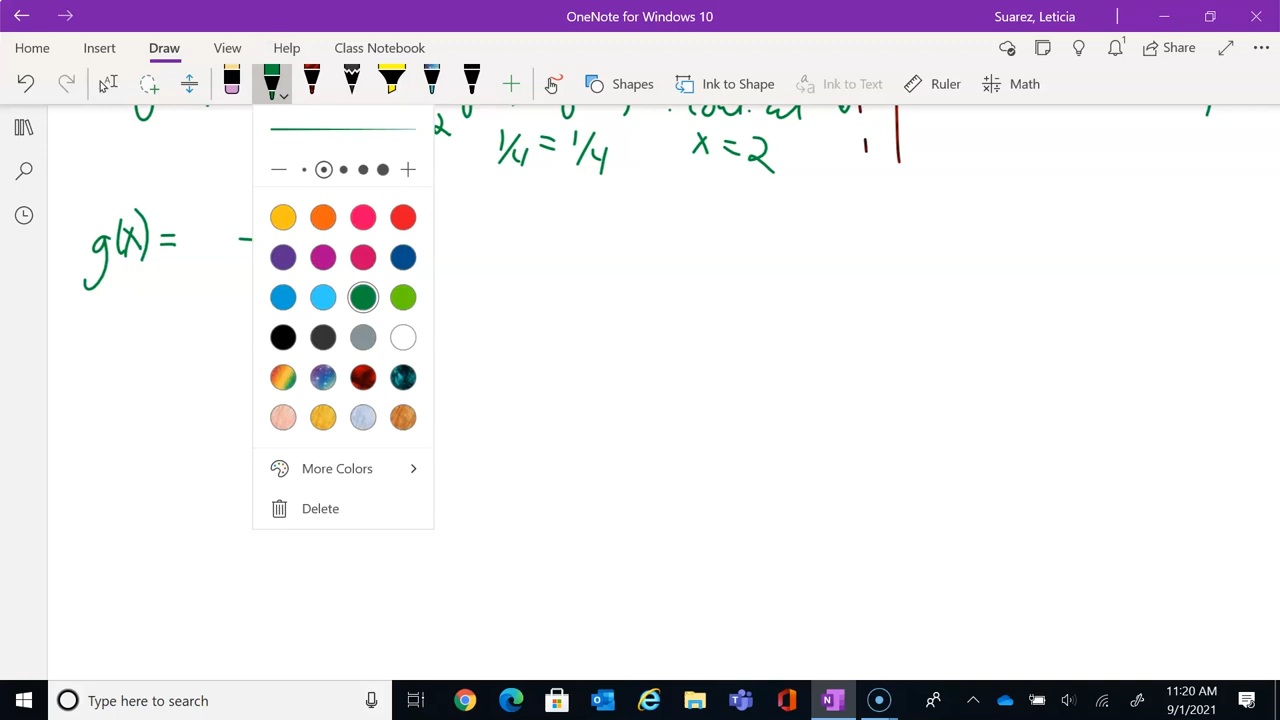 OneNote for Windows 10
Suarez, Leticia
Home Insert Draw View Help Class Notebook
1 Share
Shapes Ink to Shape Ink to Text Ruler Math
2
1/4 = 1/4
x = 2
g(x) = -
More Colors
Delete
Type here to search
11:20 AM
9/1/2021